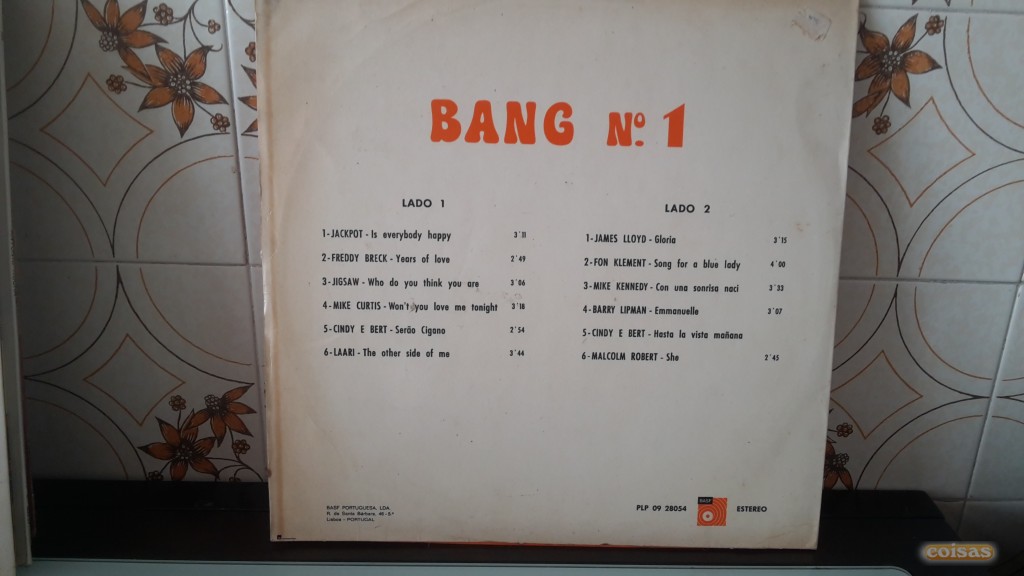 BANG Nº 1
LADO 1
1-JACKPOT - Is everybody happy 3'11
2-FREDDY BRECK - Years of love 2'49
3-JIGSAW - Who do you think you are 3'06
4-MIKE CURTIS - Won't you love me tonight 3'18
5-CINDY E BERT - Serão Cigano 2'54
6-LAARI - The other side of me 3'44
LADO 2
1-JAMES LLOYD - Gloria 3'15
2-FON KLEMENT - Song for a blue lady 4'00
3-MIKE KENNEDY - Con una sonrisa naci 3'33
4-BARRY LIPMAN - Emmanuelle 3'07
5-CINDY E BERT - Hasta la vista mañana
6-MALCOLM ROBERT - She 2'45
BASF PORTUGUESA, LDA.
R. de Santa Bárbara, 46-5.º
Lisboa - PORTUGAL
PLP 09 28054 BASF ESTEREO
coisas